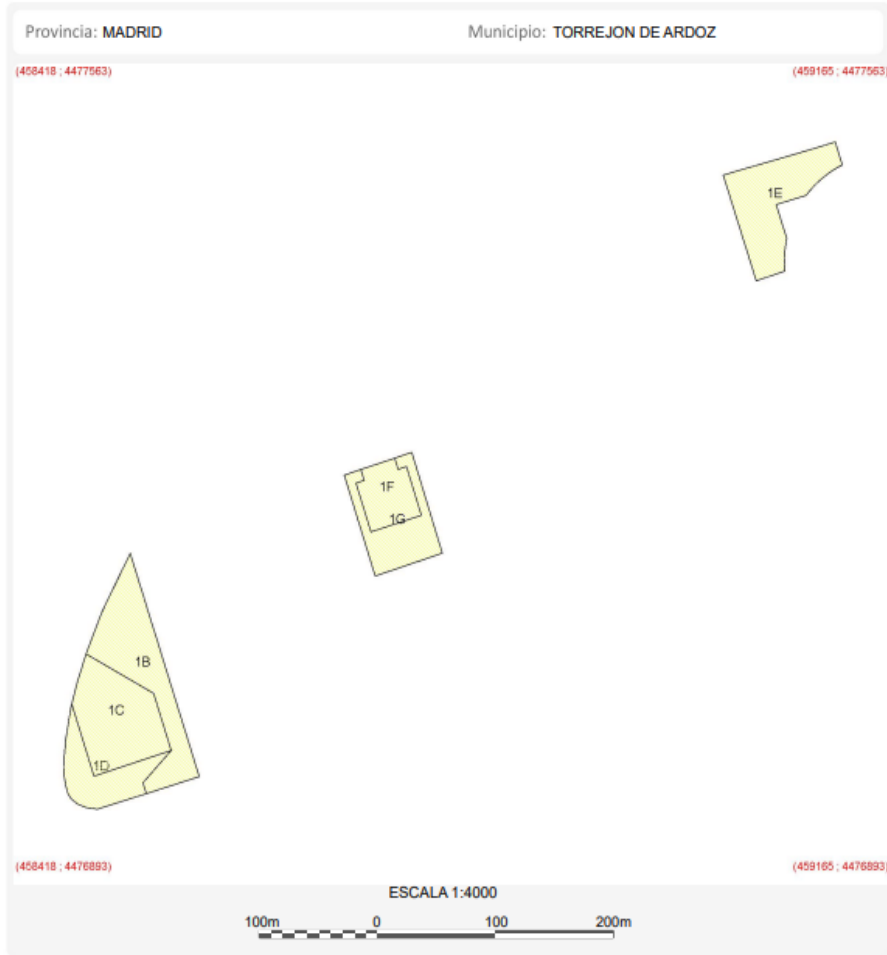 Provincia: MADRID Municipio: TORREJON DE ARDOZ
(458418 ; 4477563) (459165 ; 4477563)
1E
1F
1G
1B
1C
1D
(458418 ; 4476893) (459165 ; 4476893)
ESCALA 1:4000
100m 0 100 200m